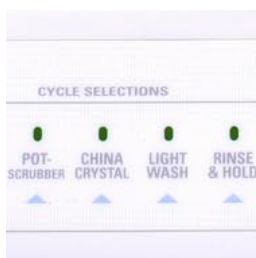 CYCLE SELECTIONS
POT- CHINA LIGHT RINSE
SCRUBBER CRYSTAL WASH & HOLD